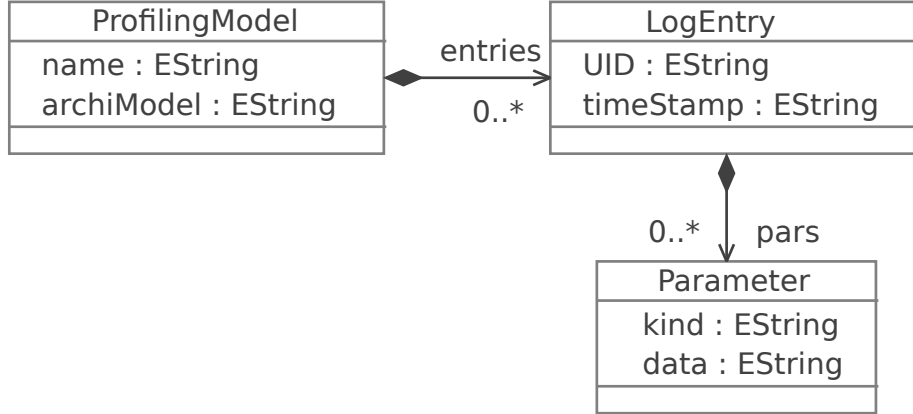 ProfilingModel
name : EString
archiModel : EString
entries
0..*
LogEntry
UID : EString
timeStamp : EString
0..* pars
Parameter
kind : EString
data : EString